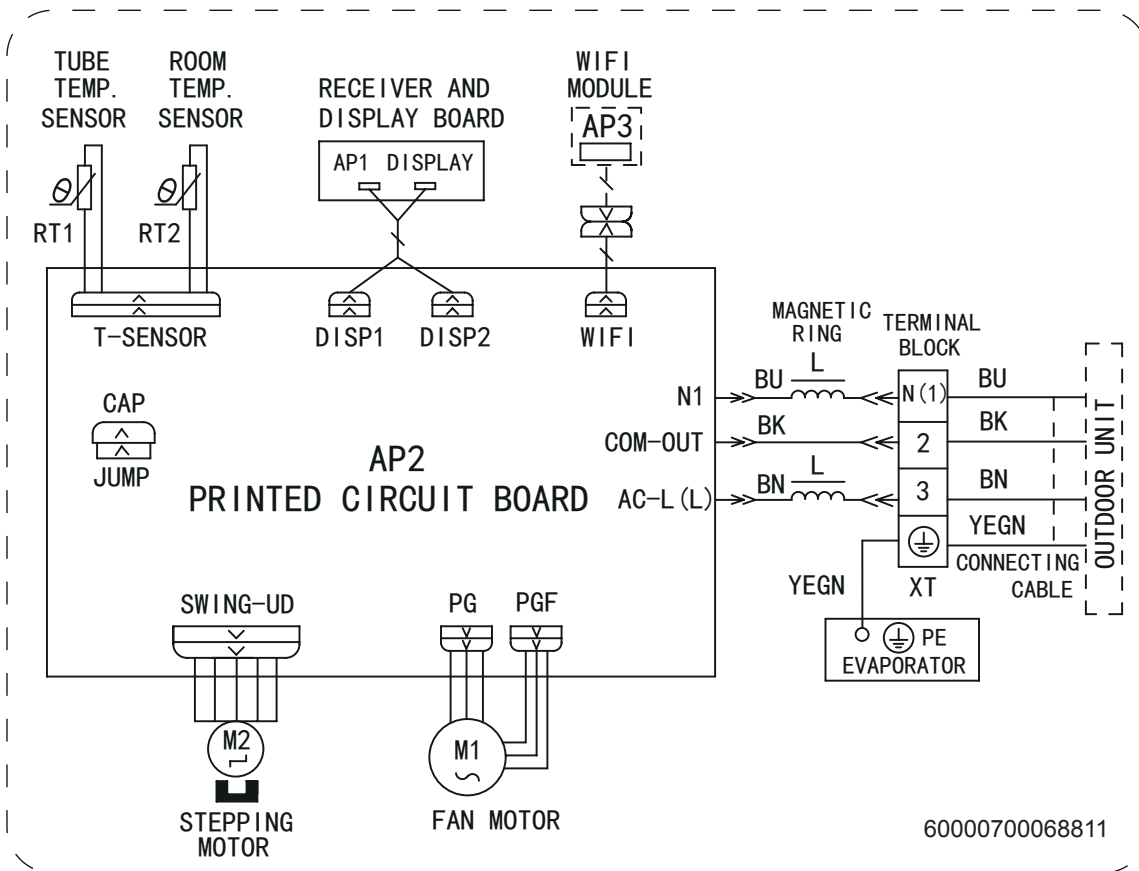 TUBE
TEMP.
SENSOR
ROOM
TEMP.
SENSOR
RECEIVER AND
DISPLAY BOARD
WIFI
MODULE
AP3
AP1 DISPLAY
RT1
RT2
T-SENSOR
DISP1
DISP2
WIFI
MAGNETIC
RING
TERMINAL
BLOCK
CAP
JUMP
AP2
PRINTED CIRCUIT BOARD
N1
BU
L
N(1)
BU
COM-OUT
BK
2
BK
AC-L(L)
BN
L
3
BN
YEGN
OUTDOOR UNIT
CONNECTING
CABLE
XT
YEGN
PE
EVAPORATOR
SWING-UD
PG
PGF
M2
M1
STEPPING
MOTOR
FAN MOTOR
60000700068811